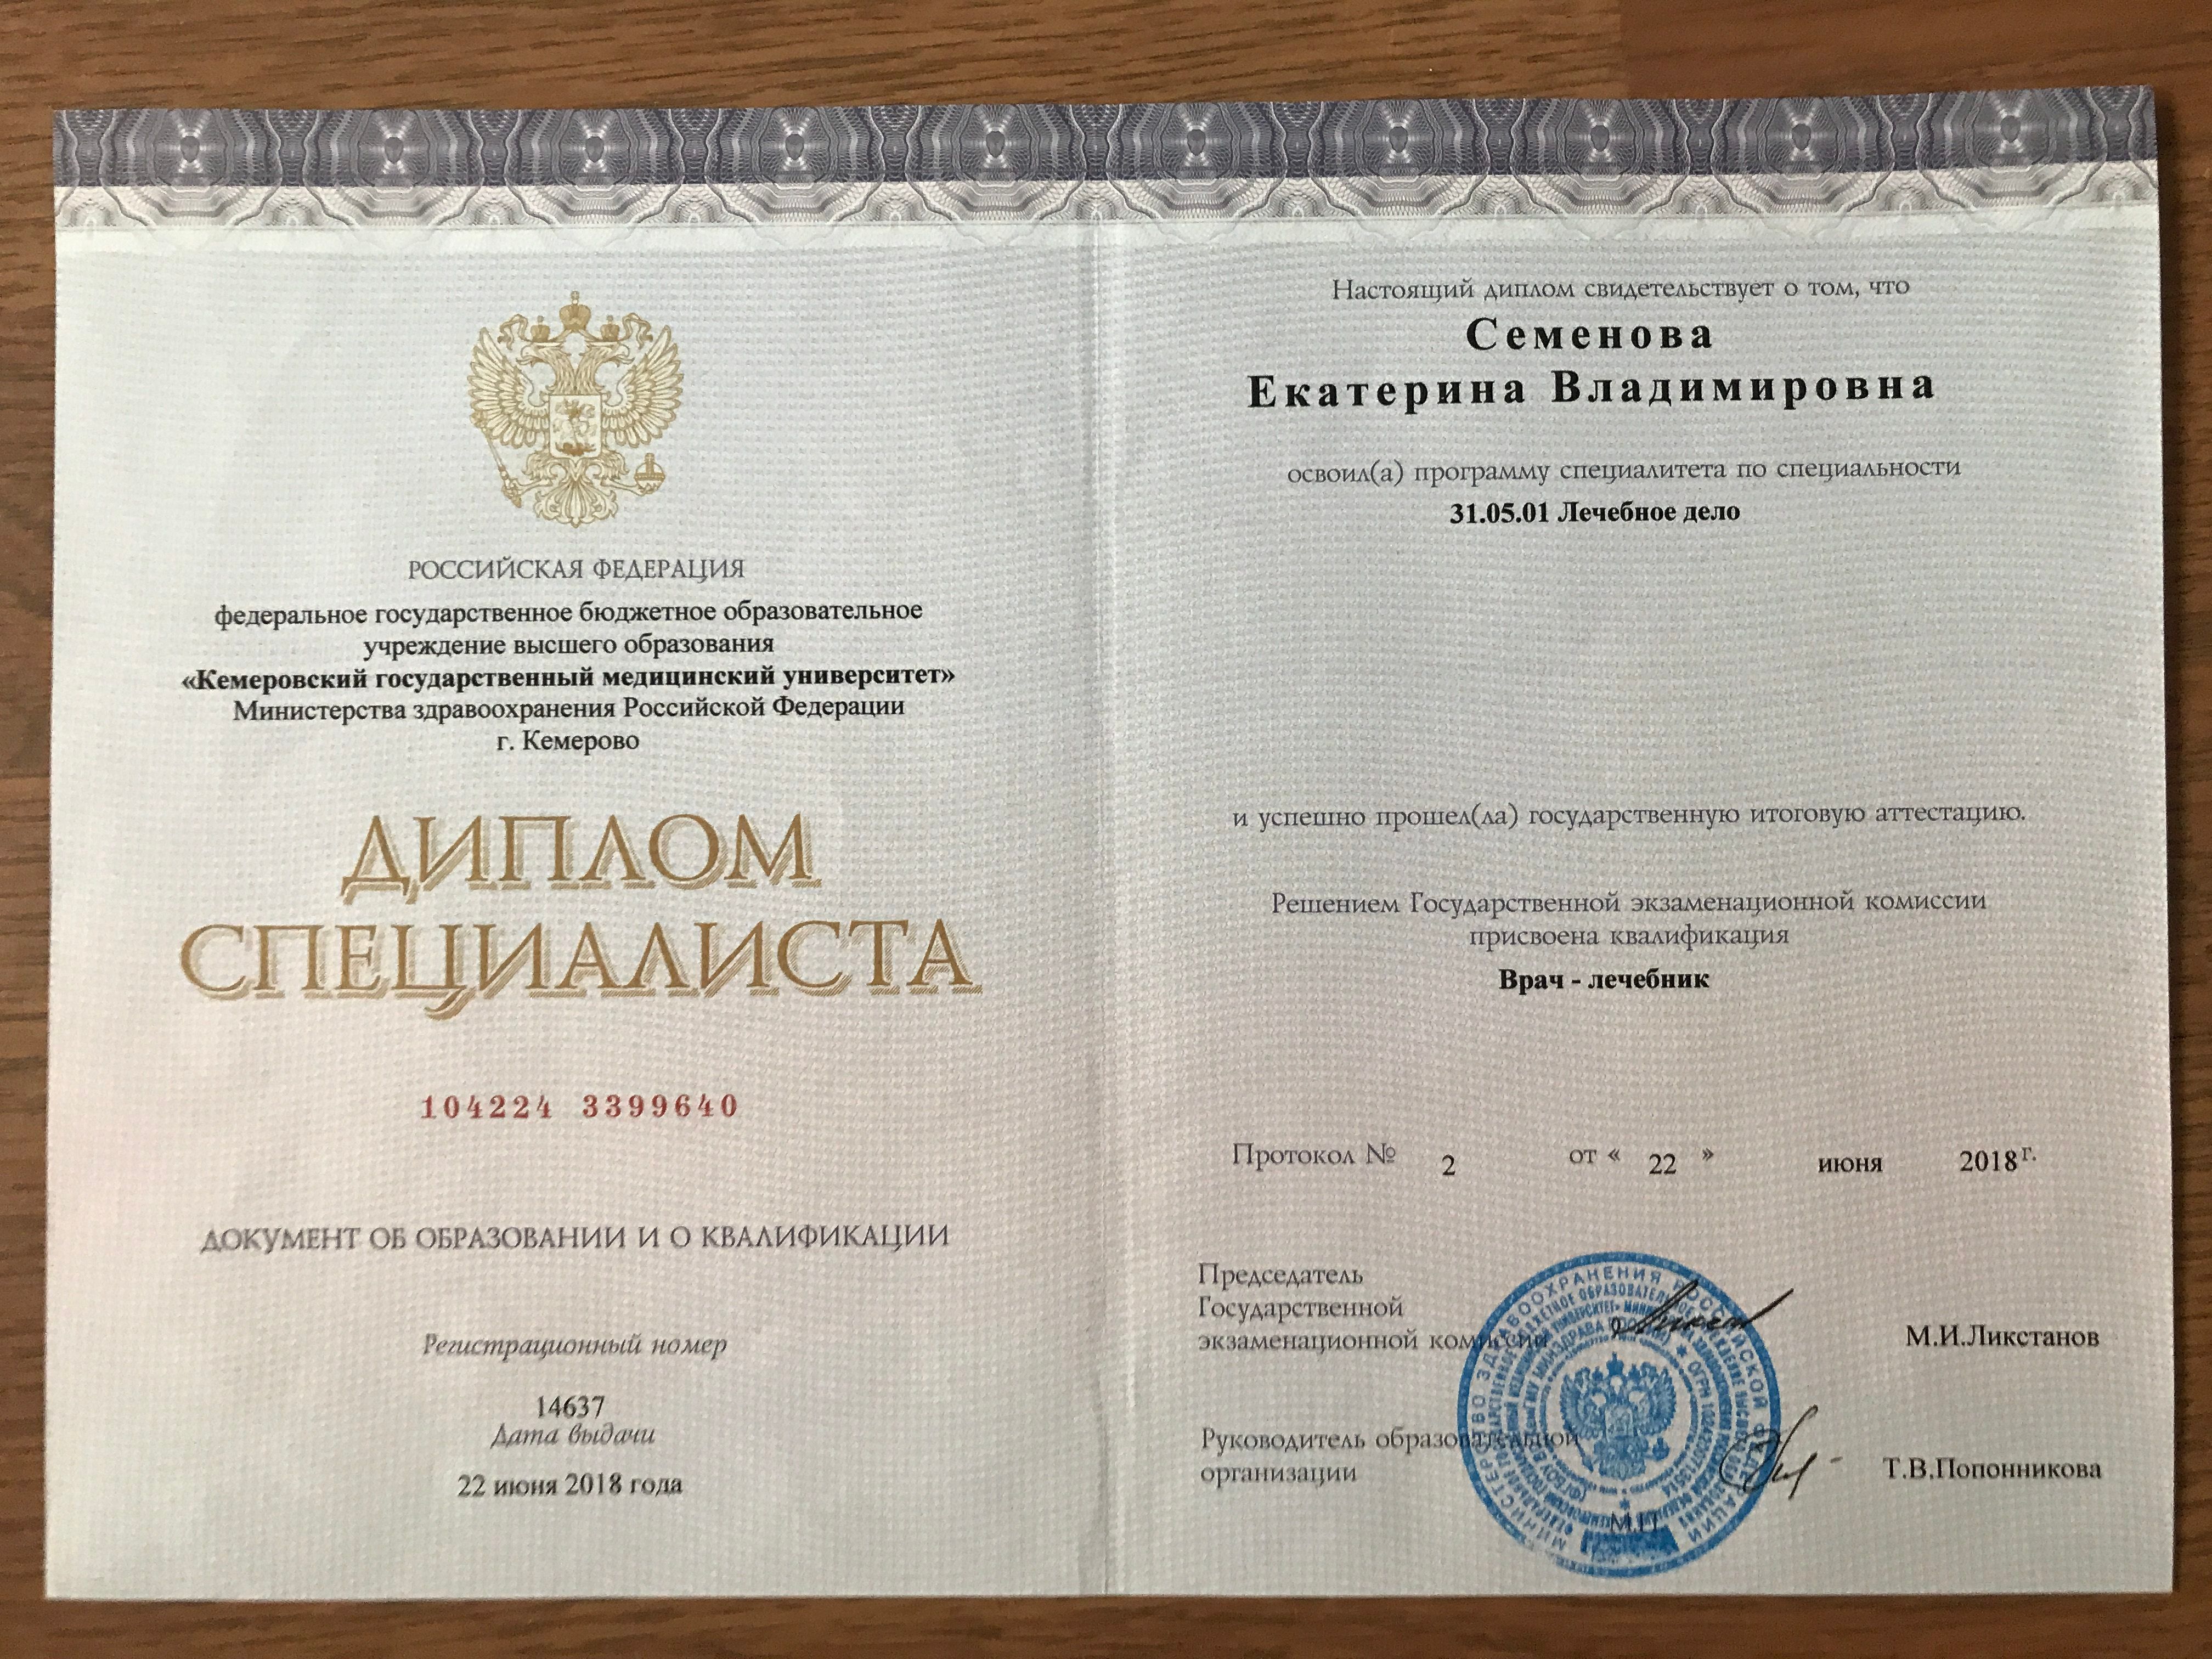 РОССИЙСКАЯ ФЕДЕРАЦИЯ
федеральное государственное бюджетное образовательное
учреждение высшего образования
«Кемеровский государственный медицинский университет»
Министерства здравоохранения Российской Федерации
г. Кемерово
ДИПЛОМ
СПЕЦИАЛИСТА
104224 3399640
ДОКУМЕНТ ОБ ОБРАЗОВАНИИ И О КВАЛИФИКАЦИИ
Регистрационный номер
14637
Дата выдачи
22 июня 2018 года
Настоящий диплом свидетельствует о том, что
Семенова
Екатерина Владимировна
освоил(а) программу специалитета по специальности
31.05.01 Лечебное дело
и успешно прошел(ла) государственную итоговую аттестацию.
Решением Государственной экзаменационной комиссии
присвоена квалификация
Врач - лечебник
Протокол № 2 от « 22 » июня 2018 г.
Председатель
Государственной
экзаменационной комиссии
М.И.Ликстанов
Руководитель образовательной
организации
Т.В.Попонникова
М.П.
МИНИСТЕРСТВО ЗДРАВООХРАНЕНИЯ РОССИЙСКОЙ ФЕДЕРАЦИИ